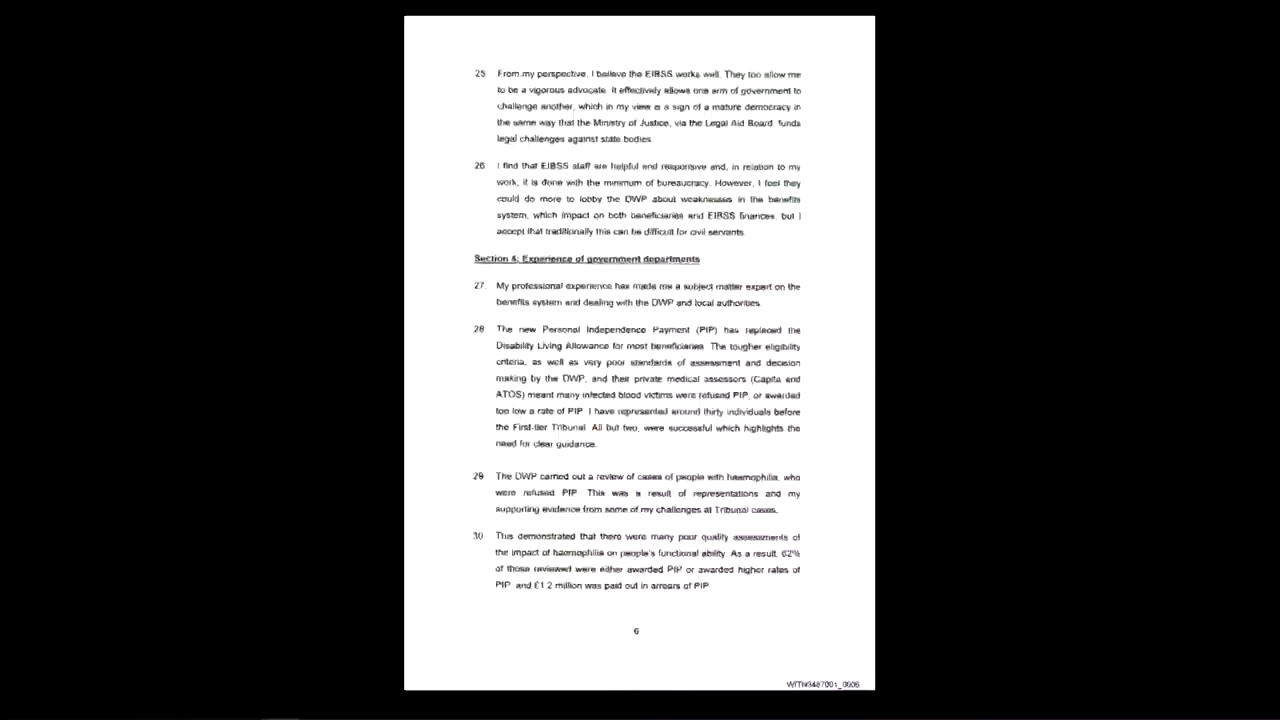 25 From my perspective, I believe the EIBSS works well. They too allow me
to be a vigorous advocate. It effectively allows one arm of government to
challenge another, which in my view is a sign of a mature democracy in
the same way that the Ministry of Justice, via the Legal Aid Board, funds
legal challenges against state bodies
26 I find that EIBSS staff are helpful and responsive and, in relation to my
work, it is done with the minimum of bureaucracy. However, I feel they
could do more to lobby the DWP about weaknesses in the benefits
system, which impact on both beneficiaries and EIBSS finances, but I
accept that traditionally this can be difficult for civil servants.
Section 4: Experience of government departments
27. My professional experience has made me a subject matter expert on the
benefits system and dealing with the DWP and local authorities.
28 The new Personal Independence Payment (PIP) has replaced the
Disability Living Allowance for most beneficiaries. The tougher eligibility
criteria, as well as very poor standards of assessment and decision
making by the DWP, and their private medical assessors (Capita and
ATOS) meant many infected blood victims were refused PIP, or awarded
too low a rate of PIP. I have represented around thirty individuals before
the First-tier Tribunal. All but two, were successful which highlights the
need for clear guidance.
29 The DWP carried out a review of cases of people with haemophilia, who
were refused PIP. This was a result of representations and my
supporting evidence from some of my challenges at Tribunal cases.
30 This demonstrated that there were many poor quality assessments of
the impact of haemophilia on people's functional ability. As a result, 62%
of those reviewed were either awarded PIP or awarded higher rates of
PIP and £1.2 million was paid out in arrears of PIP
6
WITN3487001_0006